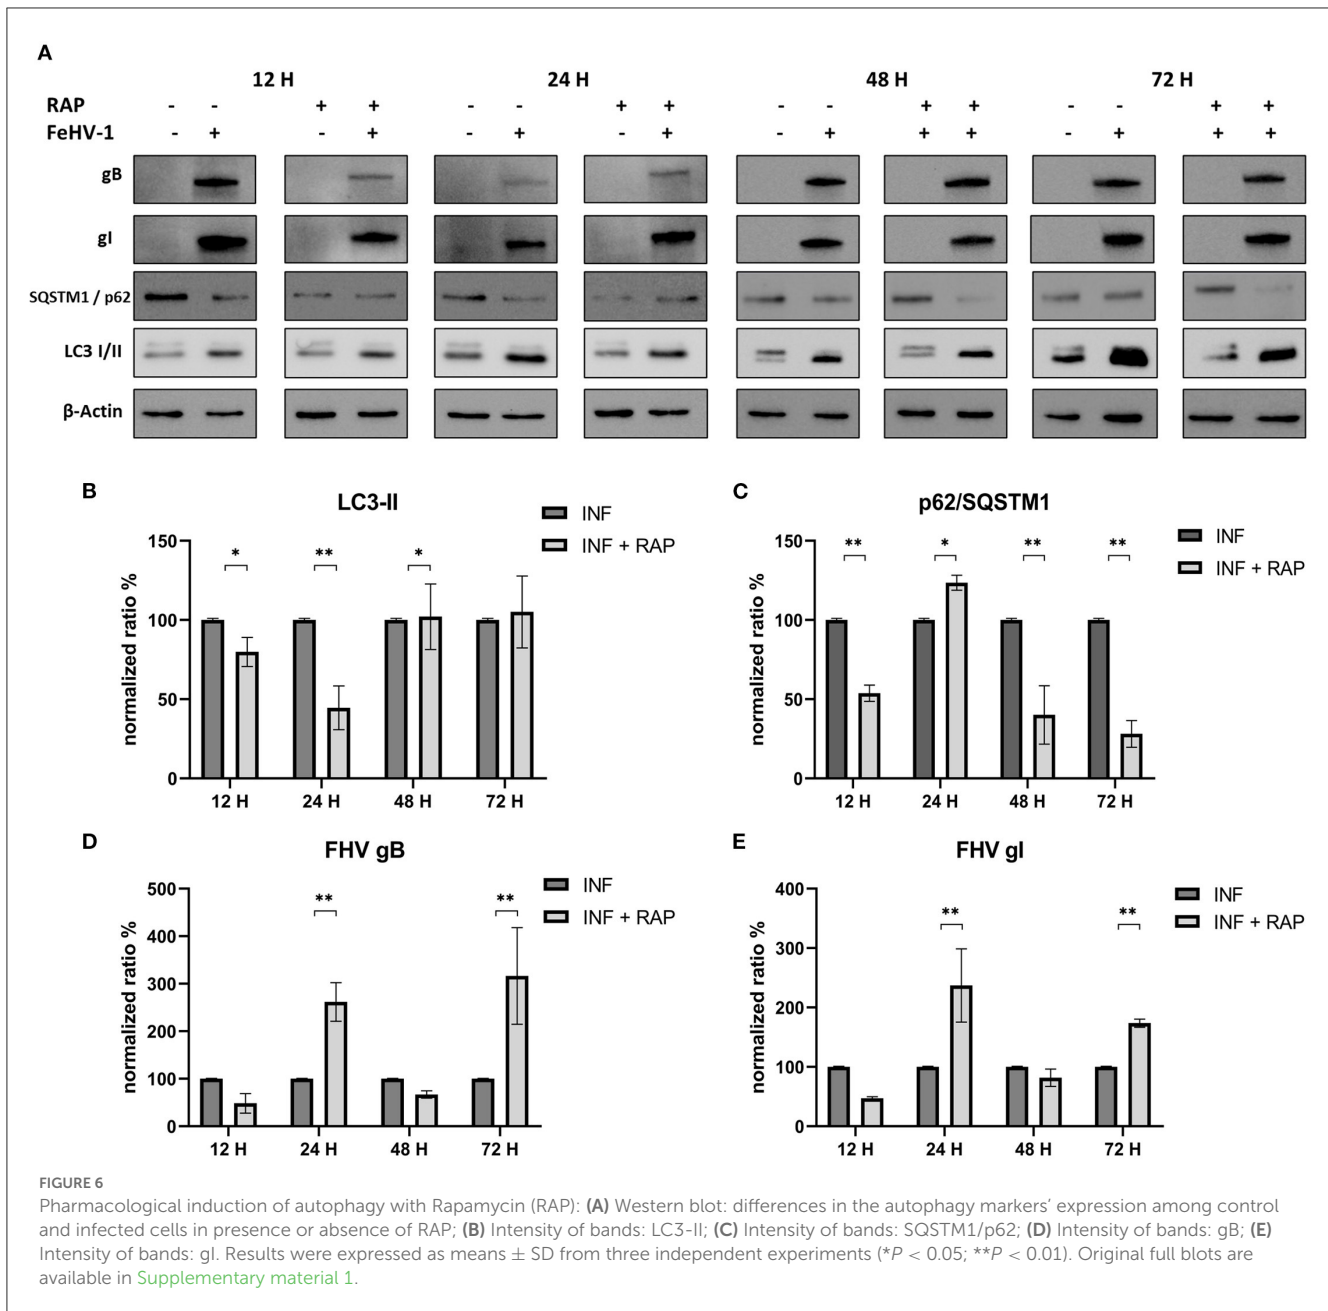 A
12 H 24 H 48 H 72 H
RAP - - + + - - + + - - + + - - + +
FeHV-1 - + - + - + - + - + + + - + + +
gB
gI
SQSTM1 / p62
LC3 I/II
β-Actin
B
LC3-II
INF
INF + RAP
normalized ratio %
150
100
50
0
* ** *
12 H 24 H 48 H 72 H
C
p62/SQSTM1
INF
INF + RAP
normalized ratio %
150
100
50
0
** * ** **
12 H 24 H 48 H 72 H
D
FHV gB
INF
INF + RAP
normalized ratio %
500
400
300
200
100
0
** **
12 H 24 H 48 H 72 H
E
FHV gI
INF
INF + RAP
normalized ratio %
400
300
200
100
0
** **
12 H 24 H 48 H 72 H
FIGURE 6
Pharmacological induction of autophagy with Rapamycin (RAP): (A) Western blot: differences in the autophagy markers' expression among control
and infected cells in presence or absence of RAP; (B) Intensity of bands: LC3-II; (C) Intensity of bands: SQSTM1/p62; (D) Intensity of bands: gB; (E)
Intensity of bands: gI. Results were expressed as means ± SD from three independent experiments (*P < 0.05; **P < 0.01). Original full blots are
available in Supplementary material 1.